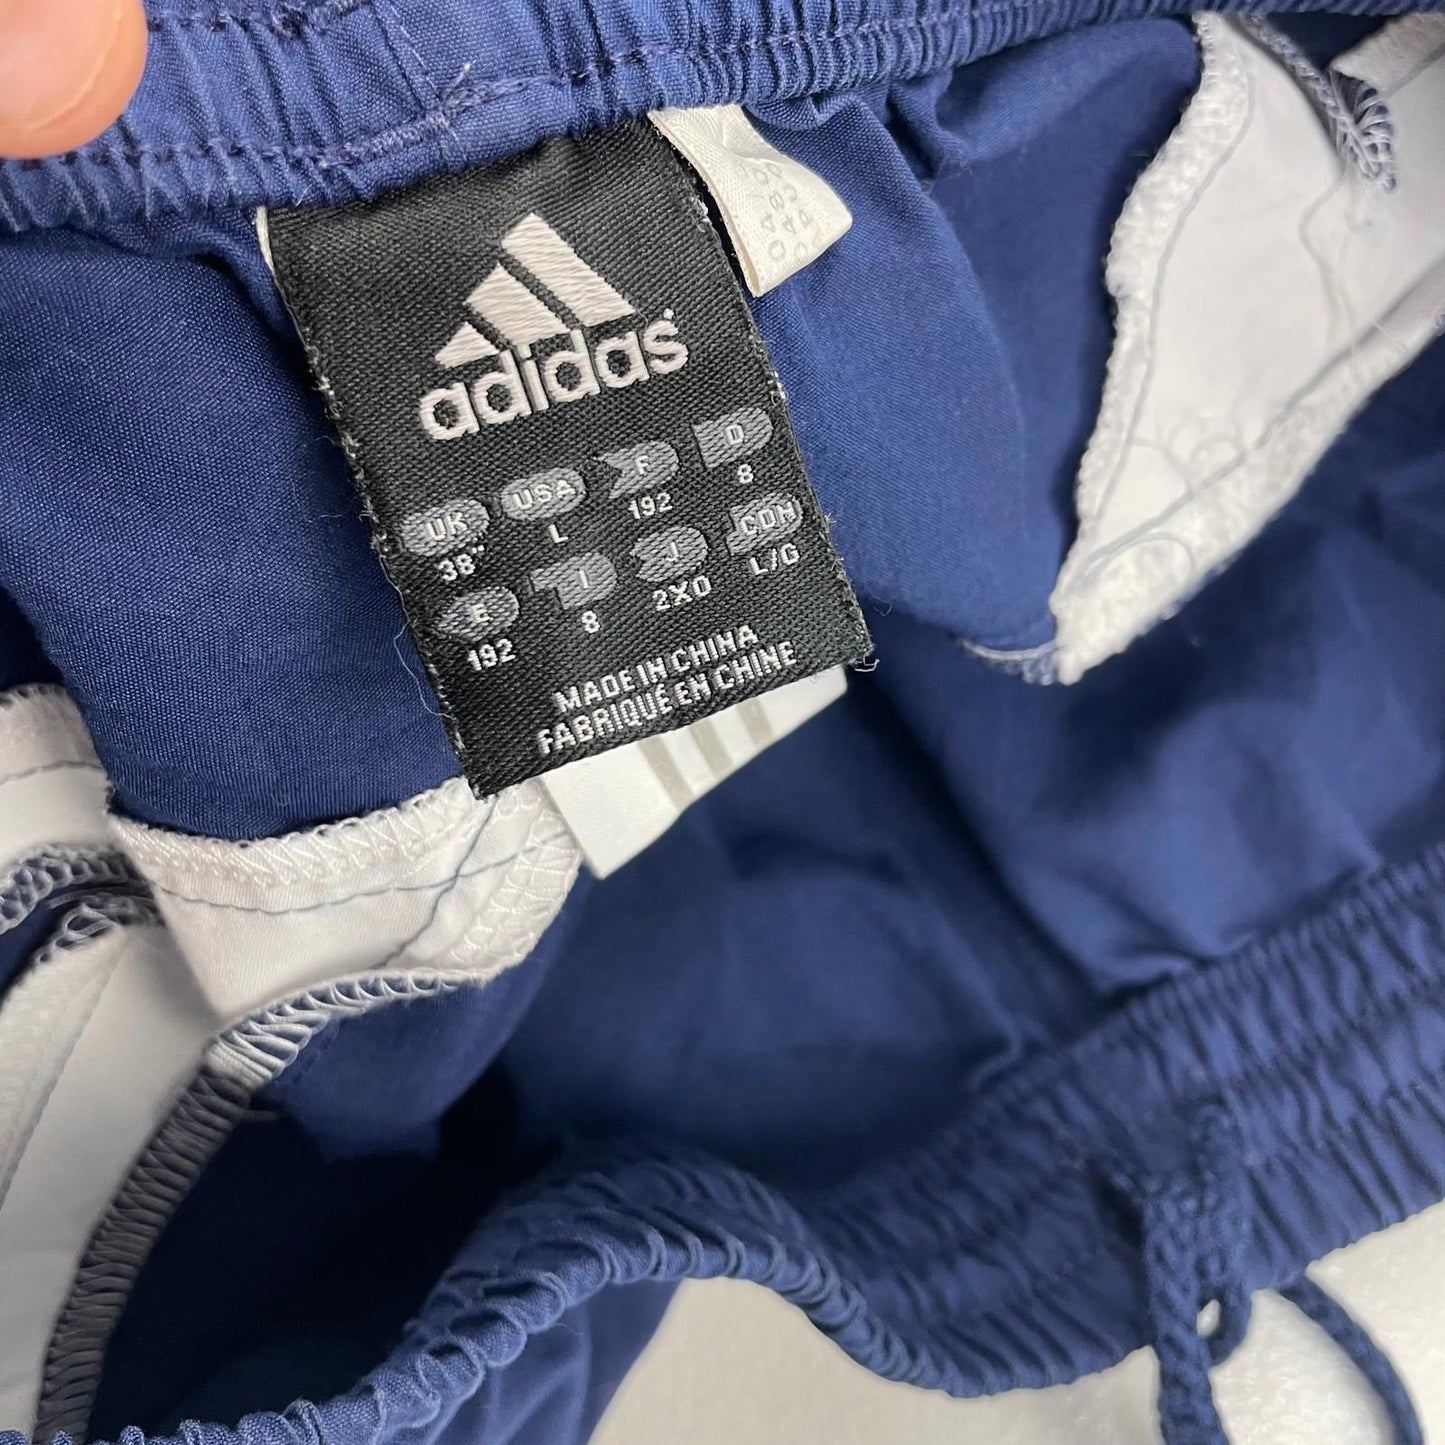 adidas
UK USA F D
38" L 192 8
E I J CDN
192 8 2XO L/G
MADE IN CHINA
FABRIQUÉ EN CHINE